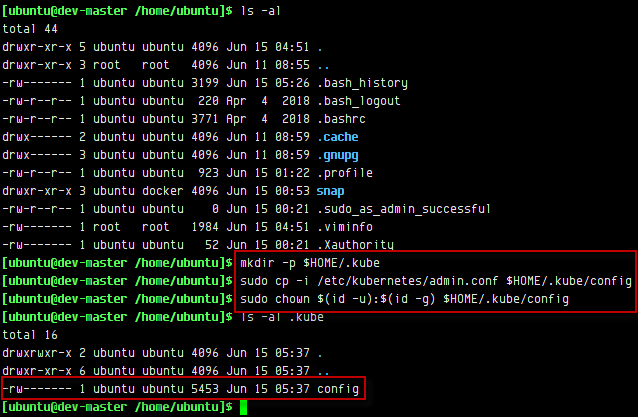 [ubuntu@dev-master /home/ubuntu]$ ls -al
total 44
drwxr-xr-x 5 ubuntu ubuntu 4096 Jun 15 04:51 .
drwxr-xr-x 3 root   root   4096 Jun 11 08:55 ..
-rw------- 1 ubuntu ubuntu 3199 Jun 15 05:26 .bash_history
-rw-r--r-- 1 ubuntu ubuntu  220 Apr  4  2018 .bash_logout
-rw-r--r-- 1 ubuntu ubuntu 3771 Apr  4  2018 .bashrc
drwx------ 2 ubuntu ubuntu 4096 Jun 11 08:59 .cache
drwx------ 3 ubuntu ubuntu 4096 Jun 11 08:59 .gnupg
-rw-r--r-- 1 ubuntu ubuntu  923 Jun 15 01:22 .profile
drwxr-xr-x 3 ubuntu docker 4096 Jun 15 00:53 snap
-rw-r--r-- 1 ubuntu ubuntu    0 Jun 15 00:21 .sudo_as_admin_successful
-rw------- 1 root   root   1984 Jun 15 04:51 .viminfo
-rw------- 1 ubuntu ubuntu   52 Jun 15 00:21 .Xauthority
[ubuntu@dev-master /home/ubuntu]$ mkdir -p $HOME/.kube
[ubuntu@dev-master /home/ubuntu]$ sudo cp -i /etc/kubernetes/admin.conf $HOME/.kube/config
[ubuntu@dev-master /home/ubuntu]$ sudo chown $(id -u):$(id -g) $HOME/.kube/config
[ubuntu@dev-master /home/ubuntu]$ ls -al .kube
total 16
drwxrwxr-x 2 ubuntu ubuntu 4096 Jun 15 05:37 .
drwxr-xr-x 6 ubuntu ubuntu 4096 Jun 15 05:37 ..
-rw------- 1 ubuntu ubuntu 5453 Jun 15 05:37 config
[ubuntu@dev-master /home/ubuntu]$